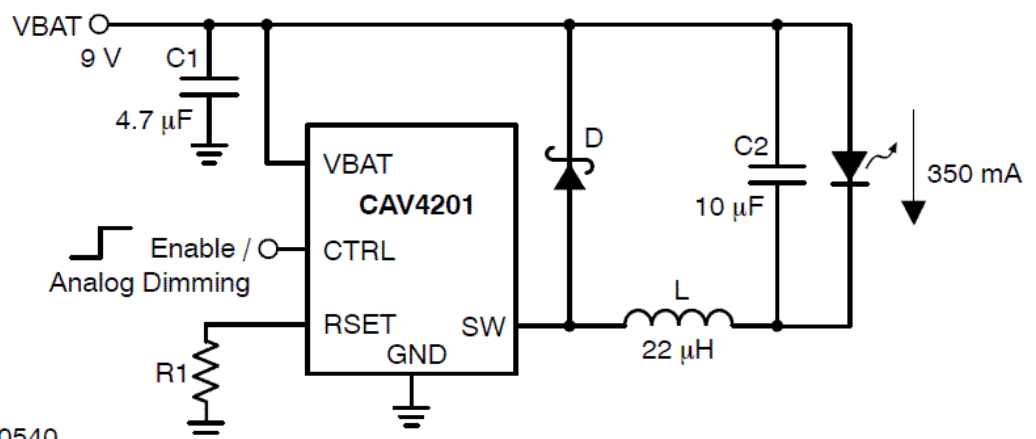 VBAT
9 V
C1
4.7 μF
VBAT
CAV4201
Enable /
CTRL
Analog Dimming
RSET
SW
GND
R1
D
L
22 μH
C2
10 μF
350 mA
0540